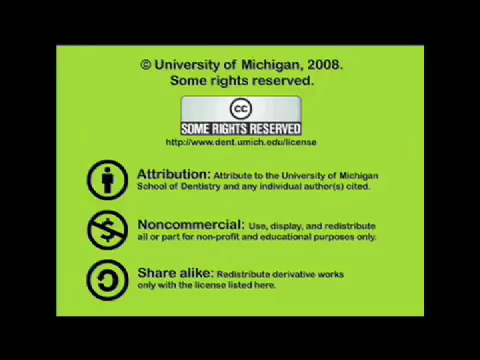 © University of Michigan, 2008.
Some rights reserved.
cc
SOME RIGHTS RESERVED
http://www.dent.umich.edu/license
Attribution: Attribute to the University of Michigan
School of Dentistry and any individual author(s) cited.
Noncommercial: Use, display, and redistribute
all or part for non-profit and educational purposes only.
Share alike: Redistribute derivative works
only with the license listed here.